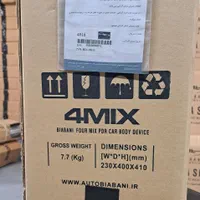 4MIX
BIABANI FOUR MIX FOR CAR BODY DEVICE
GROSS WEIGHT
7.7 (Kg)
DIMENSIONS
[W*D*H](mm)
230X400X410
WWW.AUTOBIABANI.IR